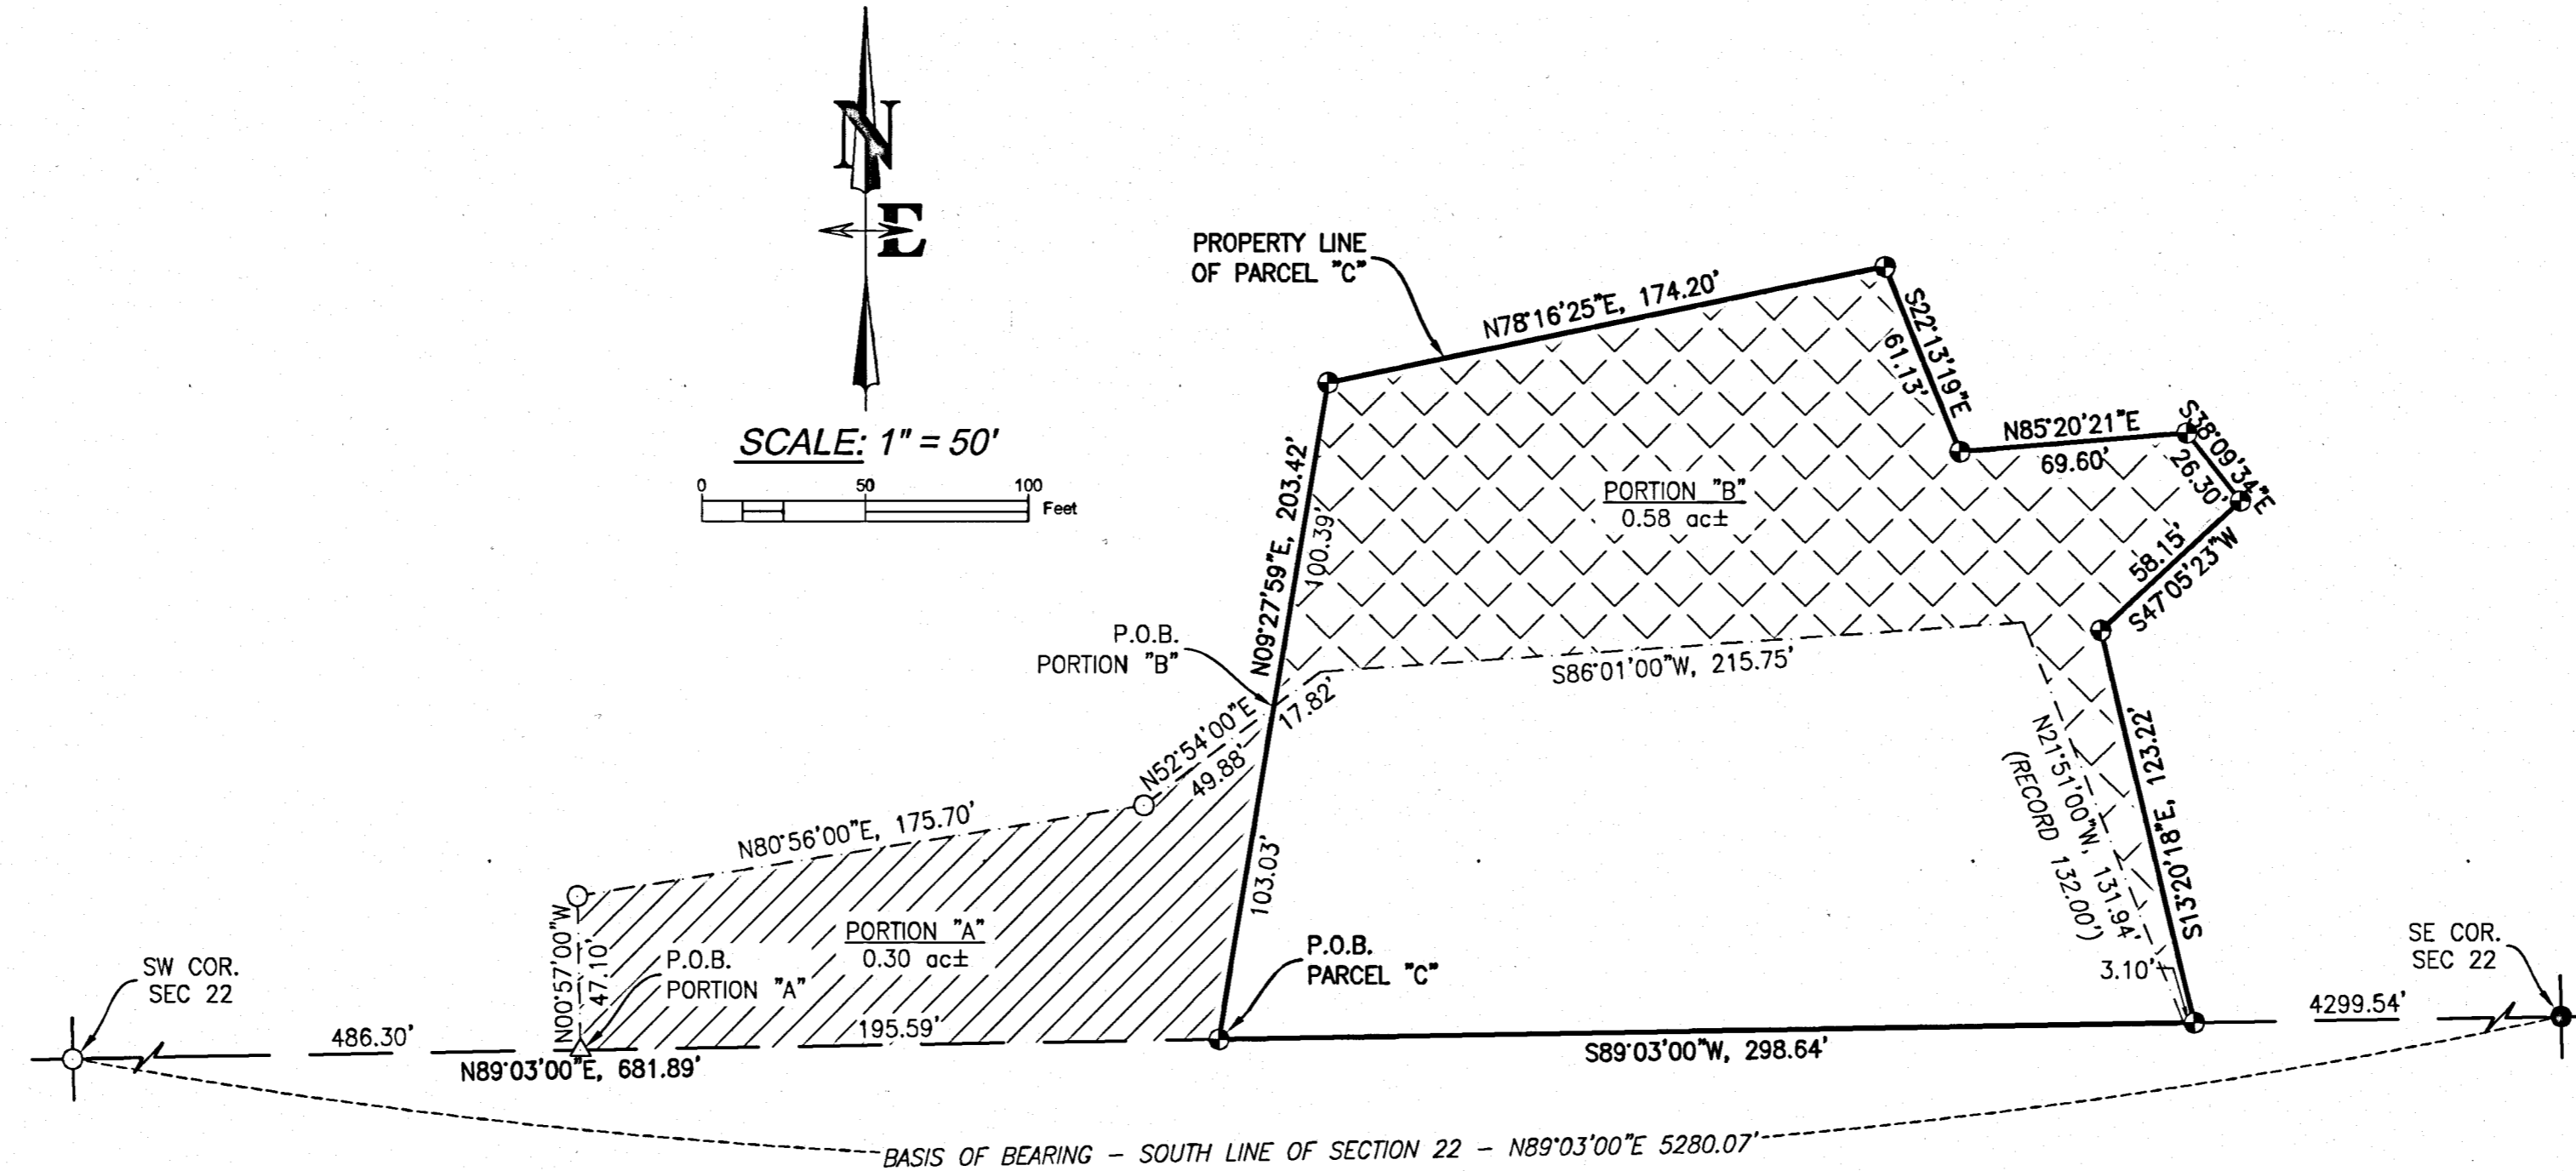 N
E
SCALE: 1" = 50'
0 50 100
Feet
PROPERTY LINE
OF PARCEL "C"
N78°16'25"E, 174.20'
S22°13'19"E
61.13'
N85°20'21"E
69.60'
S38°09'34"E
26.30'
58.15'
S47°05'23"W
PORTION "B"
0.58 ac±
N09°27'59"E, 203.42'
100.39'
P.O.B.
PORTION "B"
S86°01'00"W, 215.75'
17.82'
N52°54'00"E
49.88'
N80°56'00"E, 175.70'
103.03'
N21°51'00"W, 131.94'
(RECORD 132.00')
S13°20'18"E, 123.22'
3.10'
N00°57'00"W
47.10'
PORTION "A"
0.30 ac±
P.O.B.
PORTION "A"
P.O.B.
PARCEL "C"
SW COR.
SEC 22
SE COR.
SEC 22
486.30'
195.59'
4299.54'
N89°03'00"E, 681.89'
S89°03'00"W, 298.64'
BASIS OF BEARING - SOUTH LINE OF SECTION 22 - N89°03'00"E 5280.07'